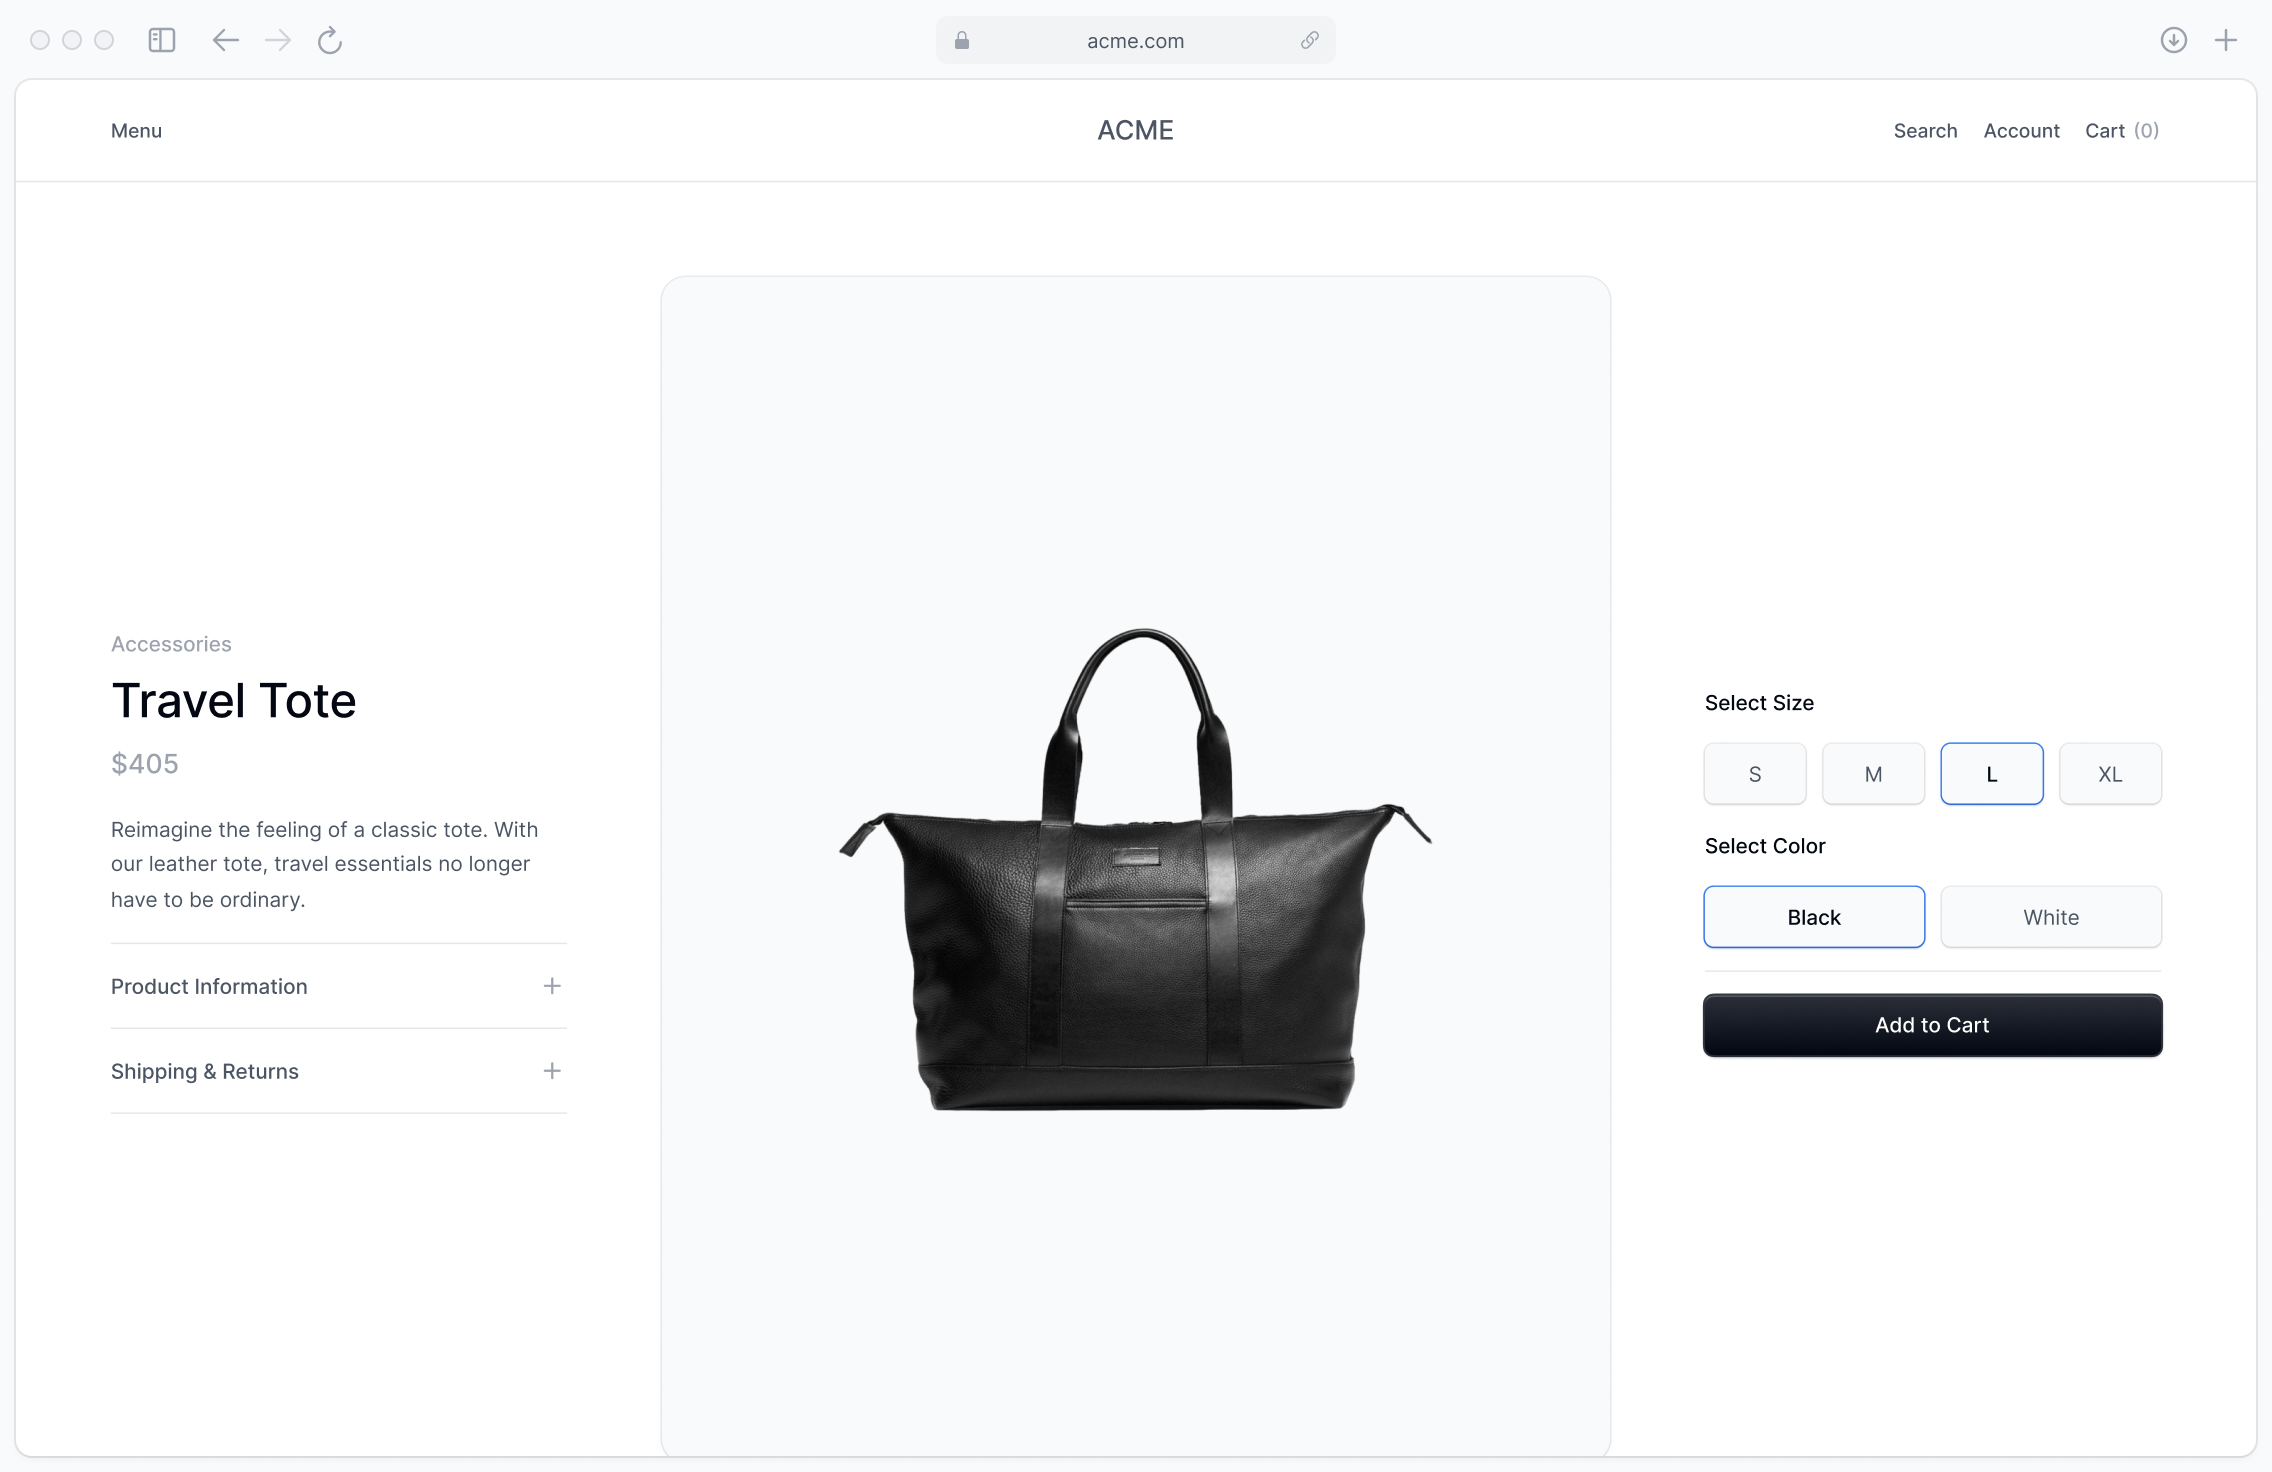 acme.com
Menu
ACME
Search Account Cart (0)
Accessories
Travel Tote
$405
Reimagine the feeling of a classic tote. With
our leather tote, travel essentials no longer
have to be ordinary.
Product Information
Shipping & Returns
Select Size
S M L XL
Select Color
Black White
Add to Cart